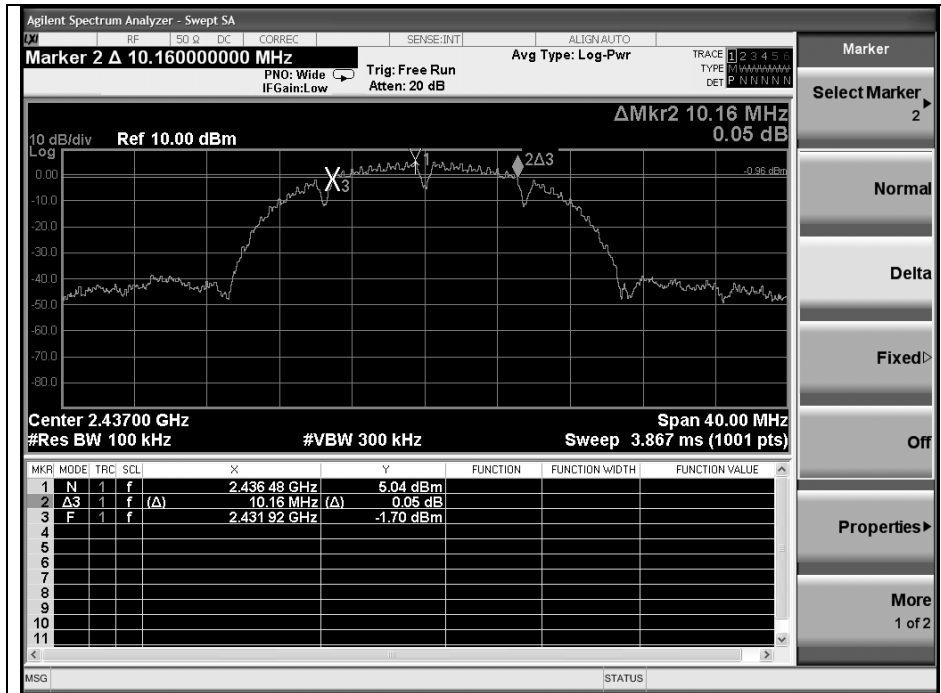 Agilent Spectrum Analyzer - Swept SA
LXI RF 50 Ω DC CORREC SENSE:INT ALIGN AUTO
Marker 2 Δ 10.160000000 MHz
PNO: Wide
IFGain:Low
Trig: Free Run
Atten: 20 dB
Avg Type: Log-Pwr
TRACE 1 2 3 4 5 6
TYPE M
DET P N N N N N
ΔMkr2 10.16 MHz
0.05 dB
10 dB/div Ref 10.00 dBm
Log
0.00
-10.0
-20.0
-30.0
-40.0
-50.0
-60.0
-70.0
-80.0
1
2Δ3
3
-0.96 dBm
Center 2.43700 GHz Span 40.00 MHz
#Res BW 100 kHz #VBW 300 kHz Sweep 3.867 ms (1001 pts)
MKR MODE TRC SCL X Y FUNCTION FUNCTION WIDTH FUNCTION VALUE
1 N 1 f 2.436 48 GHz 5.04 dBm
2 Δ3 1 f (Δ) 10.16 MHz (Δ) 0.05 dB
3 F 1 f 2.431 92 GHz -1.70 dBm
4
5
6
7
8
9
10
11
MSG STATUS
Marker
Select Marker
2
Normal
Delta
Fixed
Off
Properties
More
1 of 2